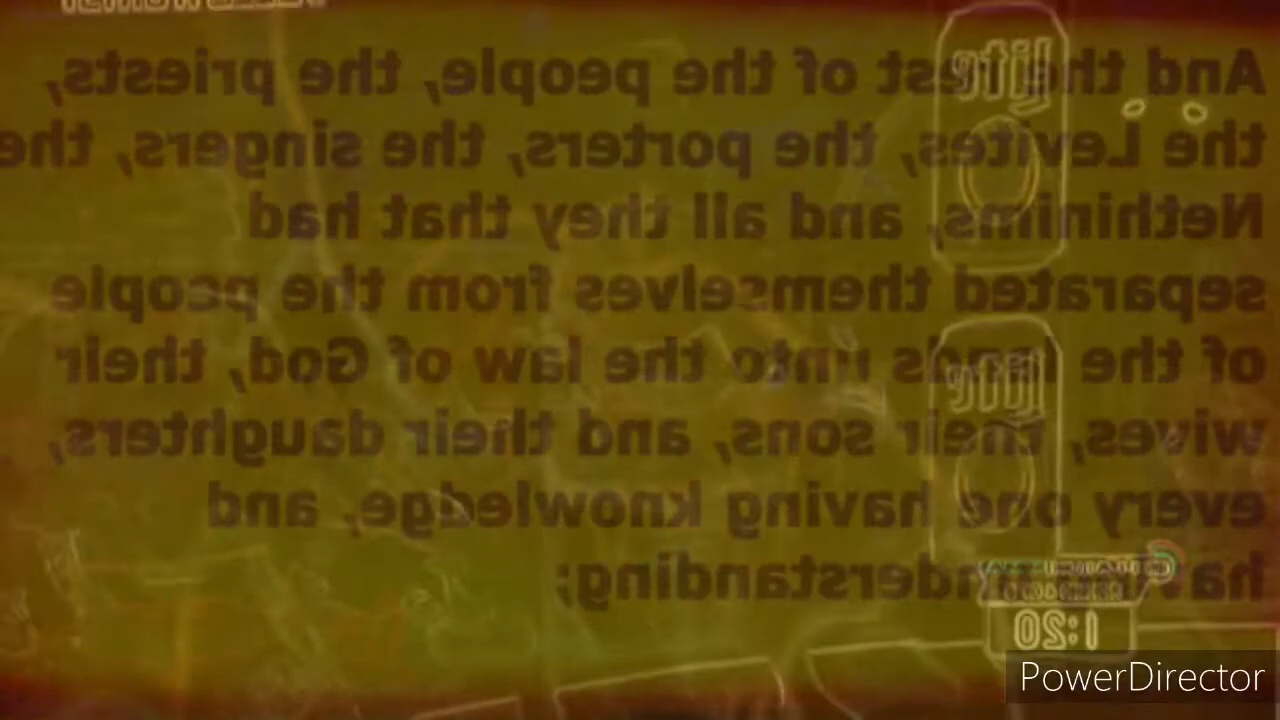 And the rest of the people, the priests,
the Levites, the porters, the singers, the
Nethinims, and all they that had
separated themselves from the people
of the lands unto the law of God, their
wives, their sons, and their daughters,
every one having knowledge, and
having understanding;
lite
lite
1:20
PowerDirector